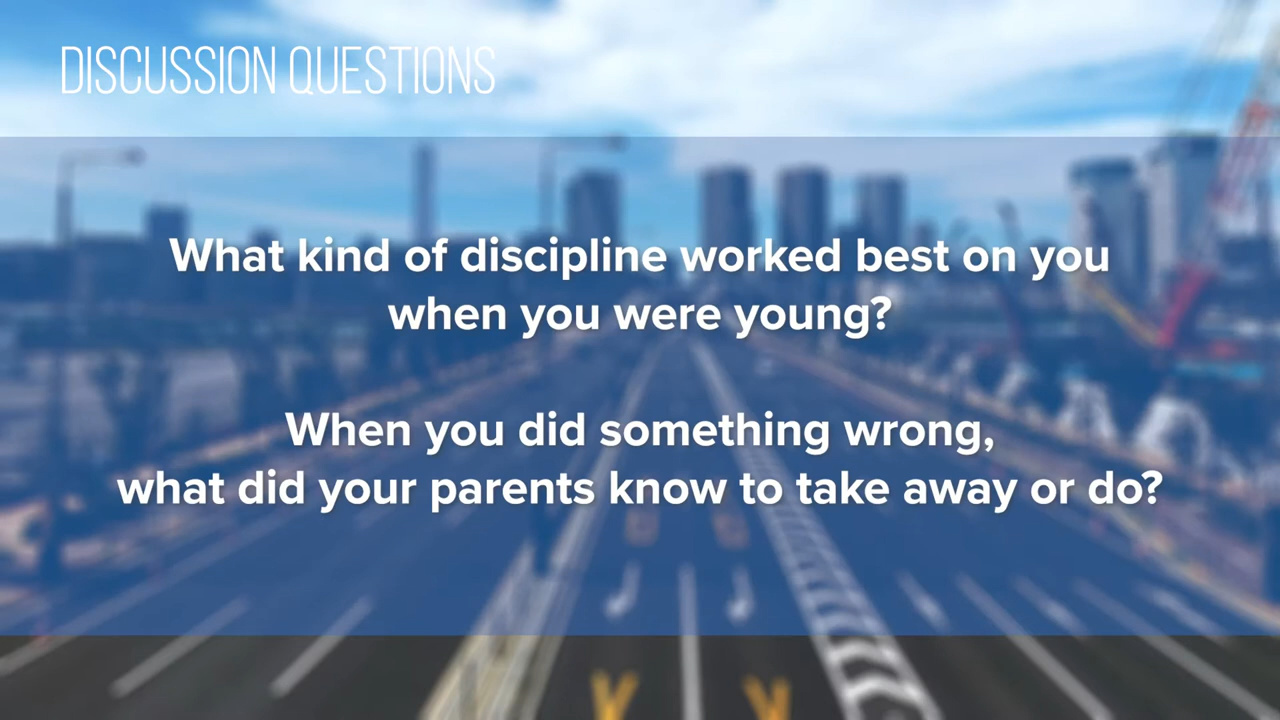 DISCUSSION QUESTIONS
What kind of discipline worked best on you
when you were young?
When you did something wrong,
what did your parents know to take away or do?